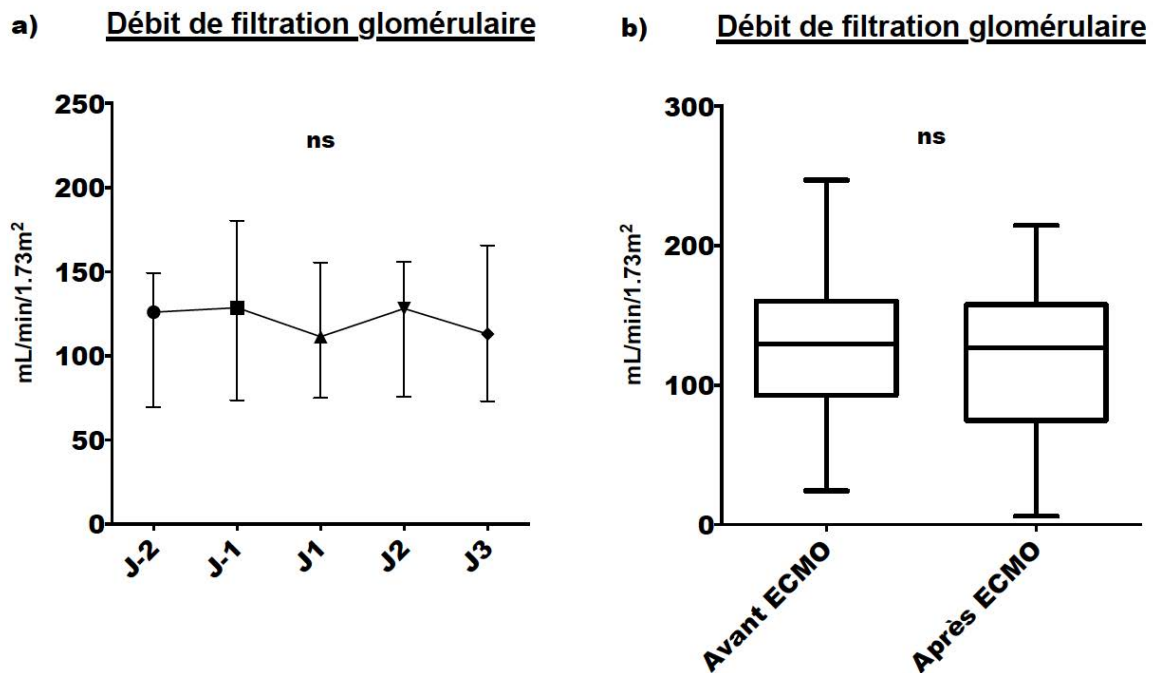 a) Débit de filtration glomérulaire
ns
mL/min/1.73m²
250
200
150
100
50
0
J-2
J-1
J1
J2
J3
b) Débit de filtration glomérulaire
ns
mL/min/1.73m²
300
200
100
0
Avant ECMO
Après ECMO